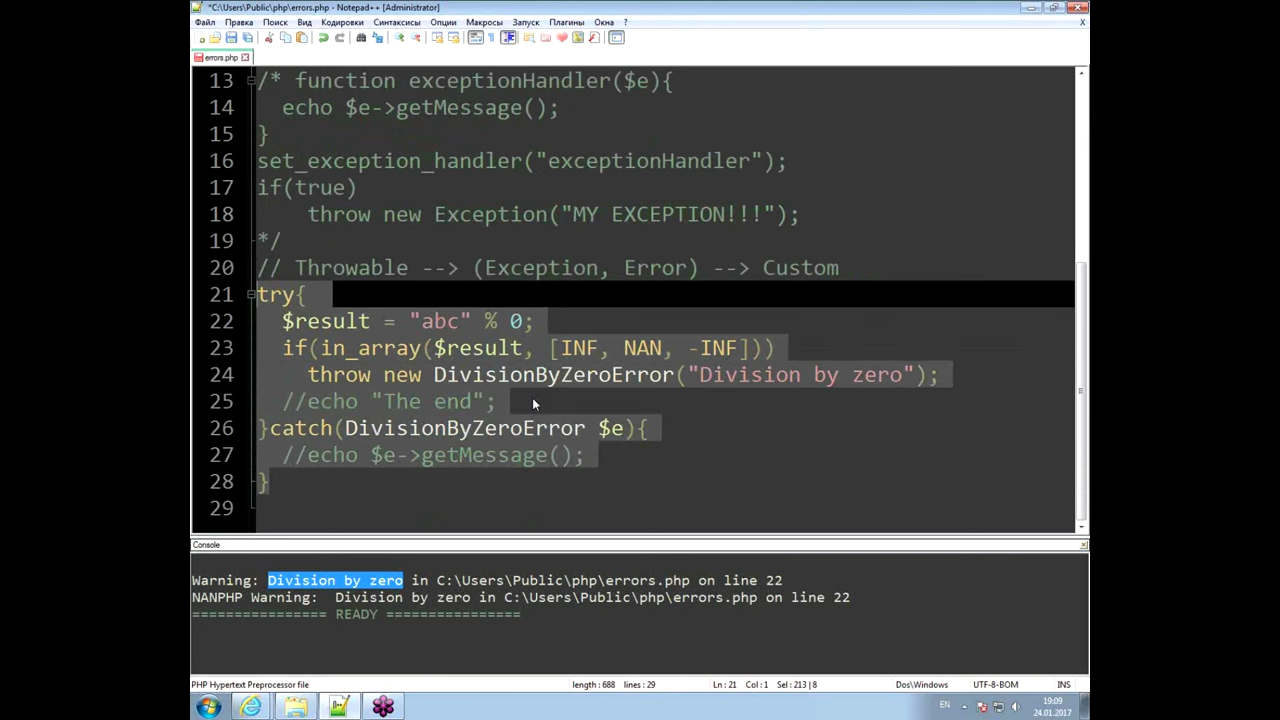 *C:\Users\Public\php\errors.php - Notepad++ [Administrator]
Файл Правка Поиск Вид Кодировки Синтаксисы Опции Макросы Запуск Плагины Окна ? X
errors.php
13 /* function exceptionHandler($e){
14 echo $e->getMessage();
15 }
16 set_exception_handler("exceptionHandler");
17 if(true)
18 throw new Exception("MY EXCEPTION!!!");
19 */
20 // Throwable --> (Exception, Error) --> Custom
21 try{
22 $result = "abc" % 0;
23 if(in_array($result, [INF, NAN, -INF]))
24 throw new DivisionByZeroError("Division by zero");
25 //echo "The end";
26 }catch(DivisionByZeroError $e){
27 //echo $e->getMessage();
28 }
29
Console
Warning: Division by zero in C:\Users\Public\php\errors.php on line 22
NANPHP Warning:  Division by zero in C:\Users\Public\php\errors.php on line 22
================ READY ================
PHP Hypertext Preprocessor file length : 688 lines : 29 Ln : 21 Col : 1 Sel : 213 | 8 Dos\Windows UTF-8-BOM INS
EN 19:09
24.01.2017